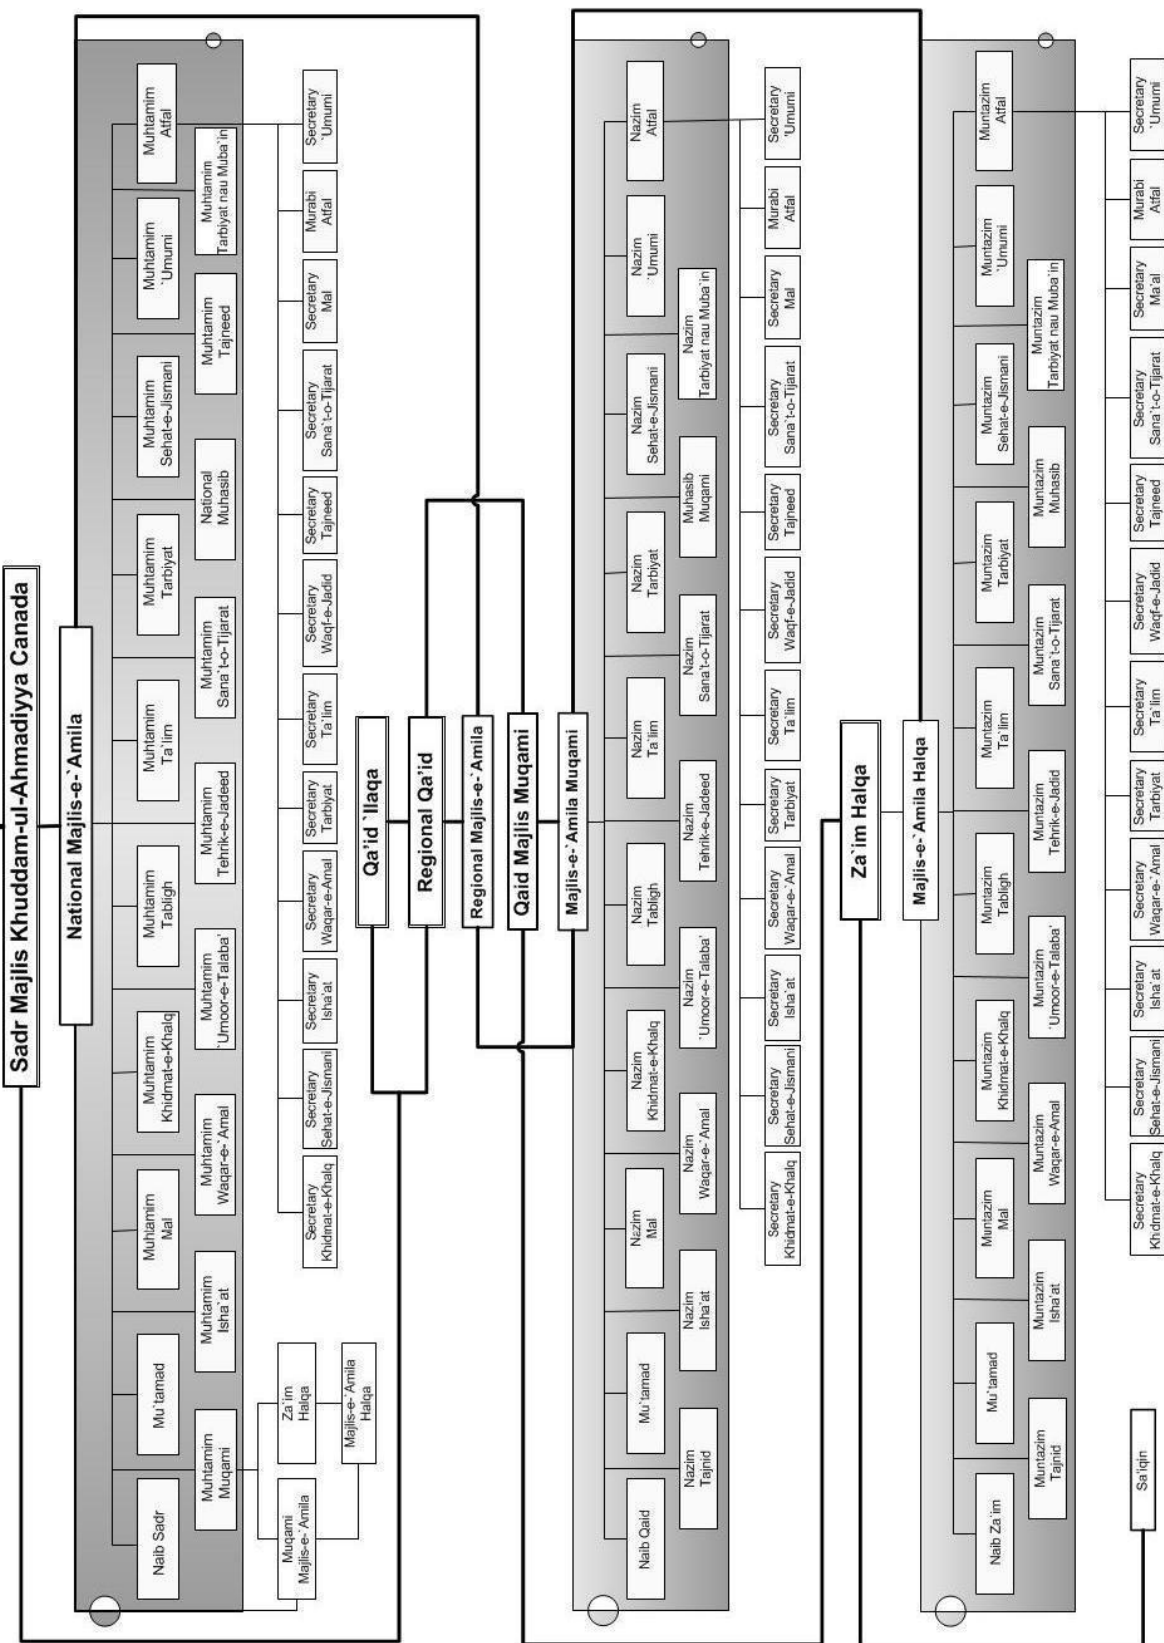 Sadr Majlis Khuddam-ul-Ahmadiyya Canada
National Majlis-e-`Amila
Naib Sadr
Mu`tamad
Muhtamim
Mal
Muhtamim
Khidmat-e-Khalq
Muhtamim
Tabligh
Muhtamim
Ta`lim
Muhtamim
Tarbiyat
Muhtamim
Sehat-e-Jismani
Muhtamim
`Umumi
Muhtamim
Atfal
Muhtamim
Muqami
Muhtamim
Isha`at
Muhtamim
Waqar-e-`Amal
Muhtamim
`Umoor-e-Talaba'
Muhtamim
Tehrik-e-Jadeed
Muhtamim
Sana`t-o-Tijarat
National
Muhasib
Muhtamim
Tajneed
Muhtamim
Tarbiyat nau Muba`in
Muqami
Majlis-e-`Amila
Za`im
Halqa
Majlis-e-`Amila
Halqa
Secretary
Khidmat-e-Khalq
Secretary
Sehat-e-Jismani
Secretary
Isha'at
Secretary
Waqar-e-Amal
Secretary
Tarbiyat
Secretary
Ta`lim
Secretary
Waqf-e-Jadid
Secretary
Tajneed
Secretary
Sana`t-o-Tijarat
Secretary
Mal
Murabi
Atfal
Secretary
`Umumi
Qa'id `Ilaqa
Regional Qa'id
Regional Majlis-e-`Amila
Qaid Majlis Muqami
Majlis-e-`Amila Muqami
Naib Qaid
Mu`tamad
Nazim
Mal
Nazim
Khidmat-e-Khalq
Nazim
Tabligh
Nazim
Ta`lim
Nazim
Tarbiyat
Nazim
Sehat-e-Jismani
Nazim
`Umumi
Nazim
Atfal
Nazim
Tajnid
Nazim
Isha`at
Nazim
Waqar-e-`Amal
Nazim
`Umoor-e-Talaba'
Nazim
Tehrik-e-Jadeed
Nazim
Sana`t-o-Tijarat
Muhasib
Muqami
Nazim
Tarbiyat nau Muba`in
Secretary
Khidmat-e-Khalq
Secretary
Sehat-e-Jismani
Secretary
Isha'at
Secretary
Waqar-e-`Amal
Secretary
Tarbiyat
Secretary
Ta`lim
Secretary
Waqf-e-Jadid
Secretary
Tajneed
Secretary
Sana`t-o-Tijarat
Secretary
Mal
Murabi
Atfal
Secretary
'Umumi
Za`im Halqa
Majlis-e-`Amila Halqa
Naib Za`im
Mu`tamad
Muntazim
Mal
Muntazim
Khidmat-e-Khalq
Muntazim
Tabligh
Muntazim
Ta`lim
Muntazim
Tarbiyat
Muntazim
Sehat-e-Jismani
Muntazim
`Umumi
Muntazim
Atfal
Muntazim
Tajnid
Muntazim
Isha`at
Muntazim
Waqar-e-Amal
Muntazim
`Umoor-e-Talaba'
Muntazim
Tehrik-e-Jadid
Muntazim
Sana`t-o-Tijarat
Muntazim
Muhasib
Muntazim
Tarbiyat nau Muba`in
Sa'iqin
Secretary
Khidmat-e-Khalq
Secretary
Sehat-e-Jismani
Secretary
Isha`at
Secretary
Waqar-e-`Amal
Secretary
Tarbiyat
Secretary
Ta`lim
Secretary
Waqf-e-Jadid
Secretary
Tajneed
Secretary
Sana`t-o-Tijarat
Secretary
Ma'al
Murabi
Atfal
Secretary
`Umumi